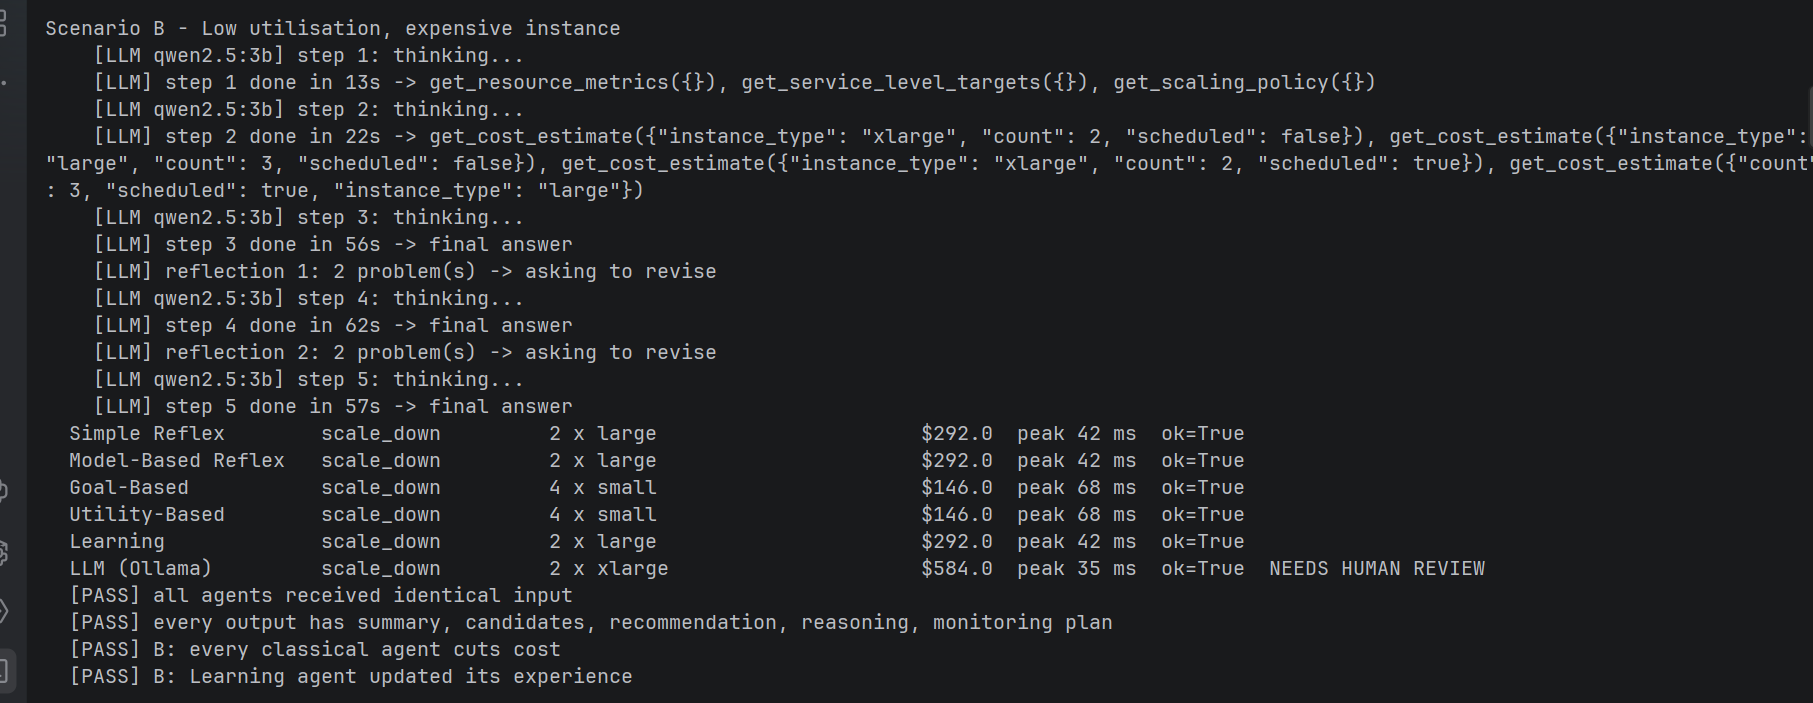 Scenario B - Low utilisation, expensive instance
[LLM qwen2.5:3b] step 1: thinking...
[LLM] step 1 done in 13s -> get_resource_metrics({}), get_service_level_targets({}), get_scaling_policy({})
[LLM qwen2.5:3b] step 2: thinking...
[LLM] step 2 done in 22s -> get_cost_estimate({"instance_type": "xlarge", "count": 2, "scheduled": false}), get_cost_estimate({"instance_type":
"large", "count": 3, "scheduled": false}), get_cost_estimate({"instance_type": "xlarge", "count": 2, "scheduled": true}), get_cost_estimate({"count"
: 3, "scheduled": true, "instance_type": "large"})
[LLM qwen2.5:3b] step 3: thinking...
[LLM] step 3 done in 56s -> final answer
[LLM] reflection 1: 2 problem(s) -> asking to revise
[LLM qwen2.5:3b] step 4: thinking...
[LLM] step 4 done in 62s -> final answer
[LLM] reflection 2: 2 problem(s) -> asking to revise
[LLM qwen2.5:3b] step 5: thinking...
[LLM] step 5 done in 57s -> final answer
Simple Reflex scale_down 2 x large $292.0 peak 42 ms ok=True
Model-Based Reflex scale_down 2 x large $292.0 peak 42 ms ok=True
Goal-Based scale_down 4 x small $146.0 peak 68 ms ok=True
Utility-Based scale_down 4 x small $146.0 peak 68 ms ok=True
Learning scale_down 2 x large $292.0 peak 42 ms ok=True
LLM (Ollama) scale_down 2 x xlarge $584.0 peak 35 ms ok=True NEEDS HUMAN REVIEW
[PASS] all agents received identical input
[PASS] every output has summary, candidates, recommendation, reasoning, monitoring plan
[PASS] B: every classical agent cuts cost
[PASS] B: Learning agent updated its experience